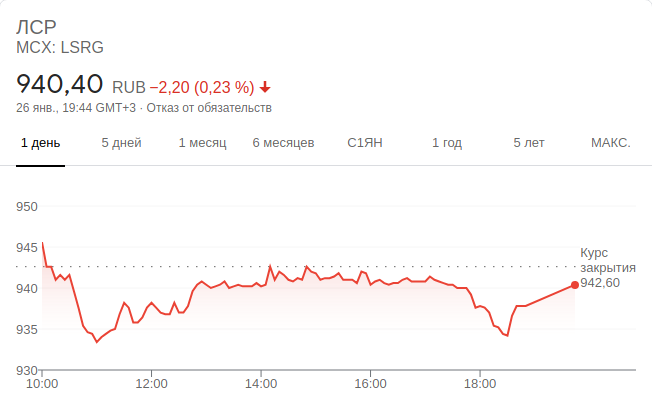 ЛСР
MCX: LSRG
940,40 RUB −2,20 (0,23 %)
26 янв., 19:44 GMT+3 · Отказ от обязательств
1 день 5 дней 1 месяц 6 месяцев С1ЯН 1 год 5 лет МАКС.
950
945
940
935
930
Курс
закрытия
942,60
10:00 12:00 14:00 16:00 18:00